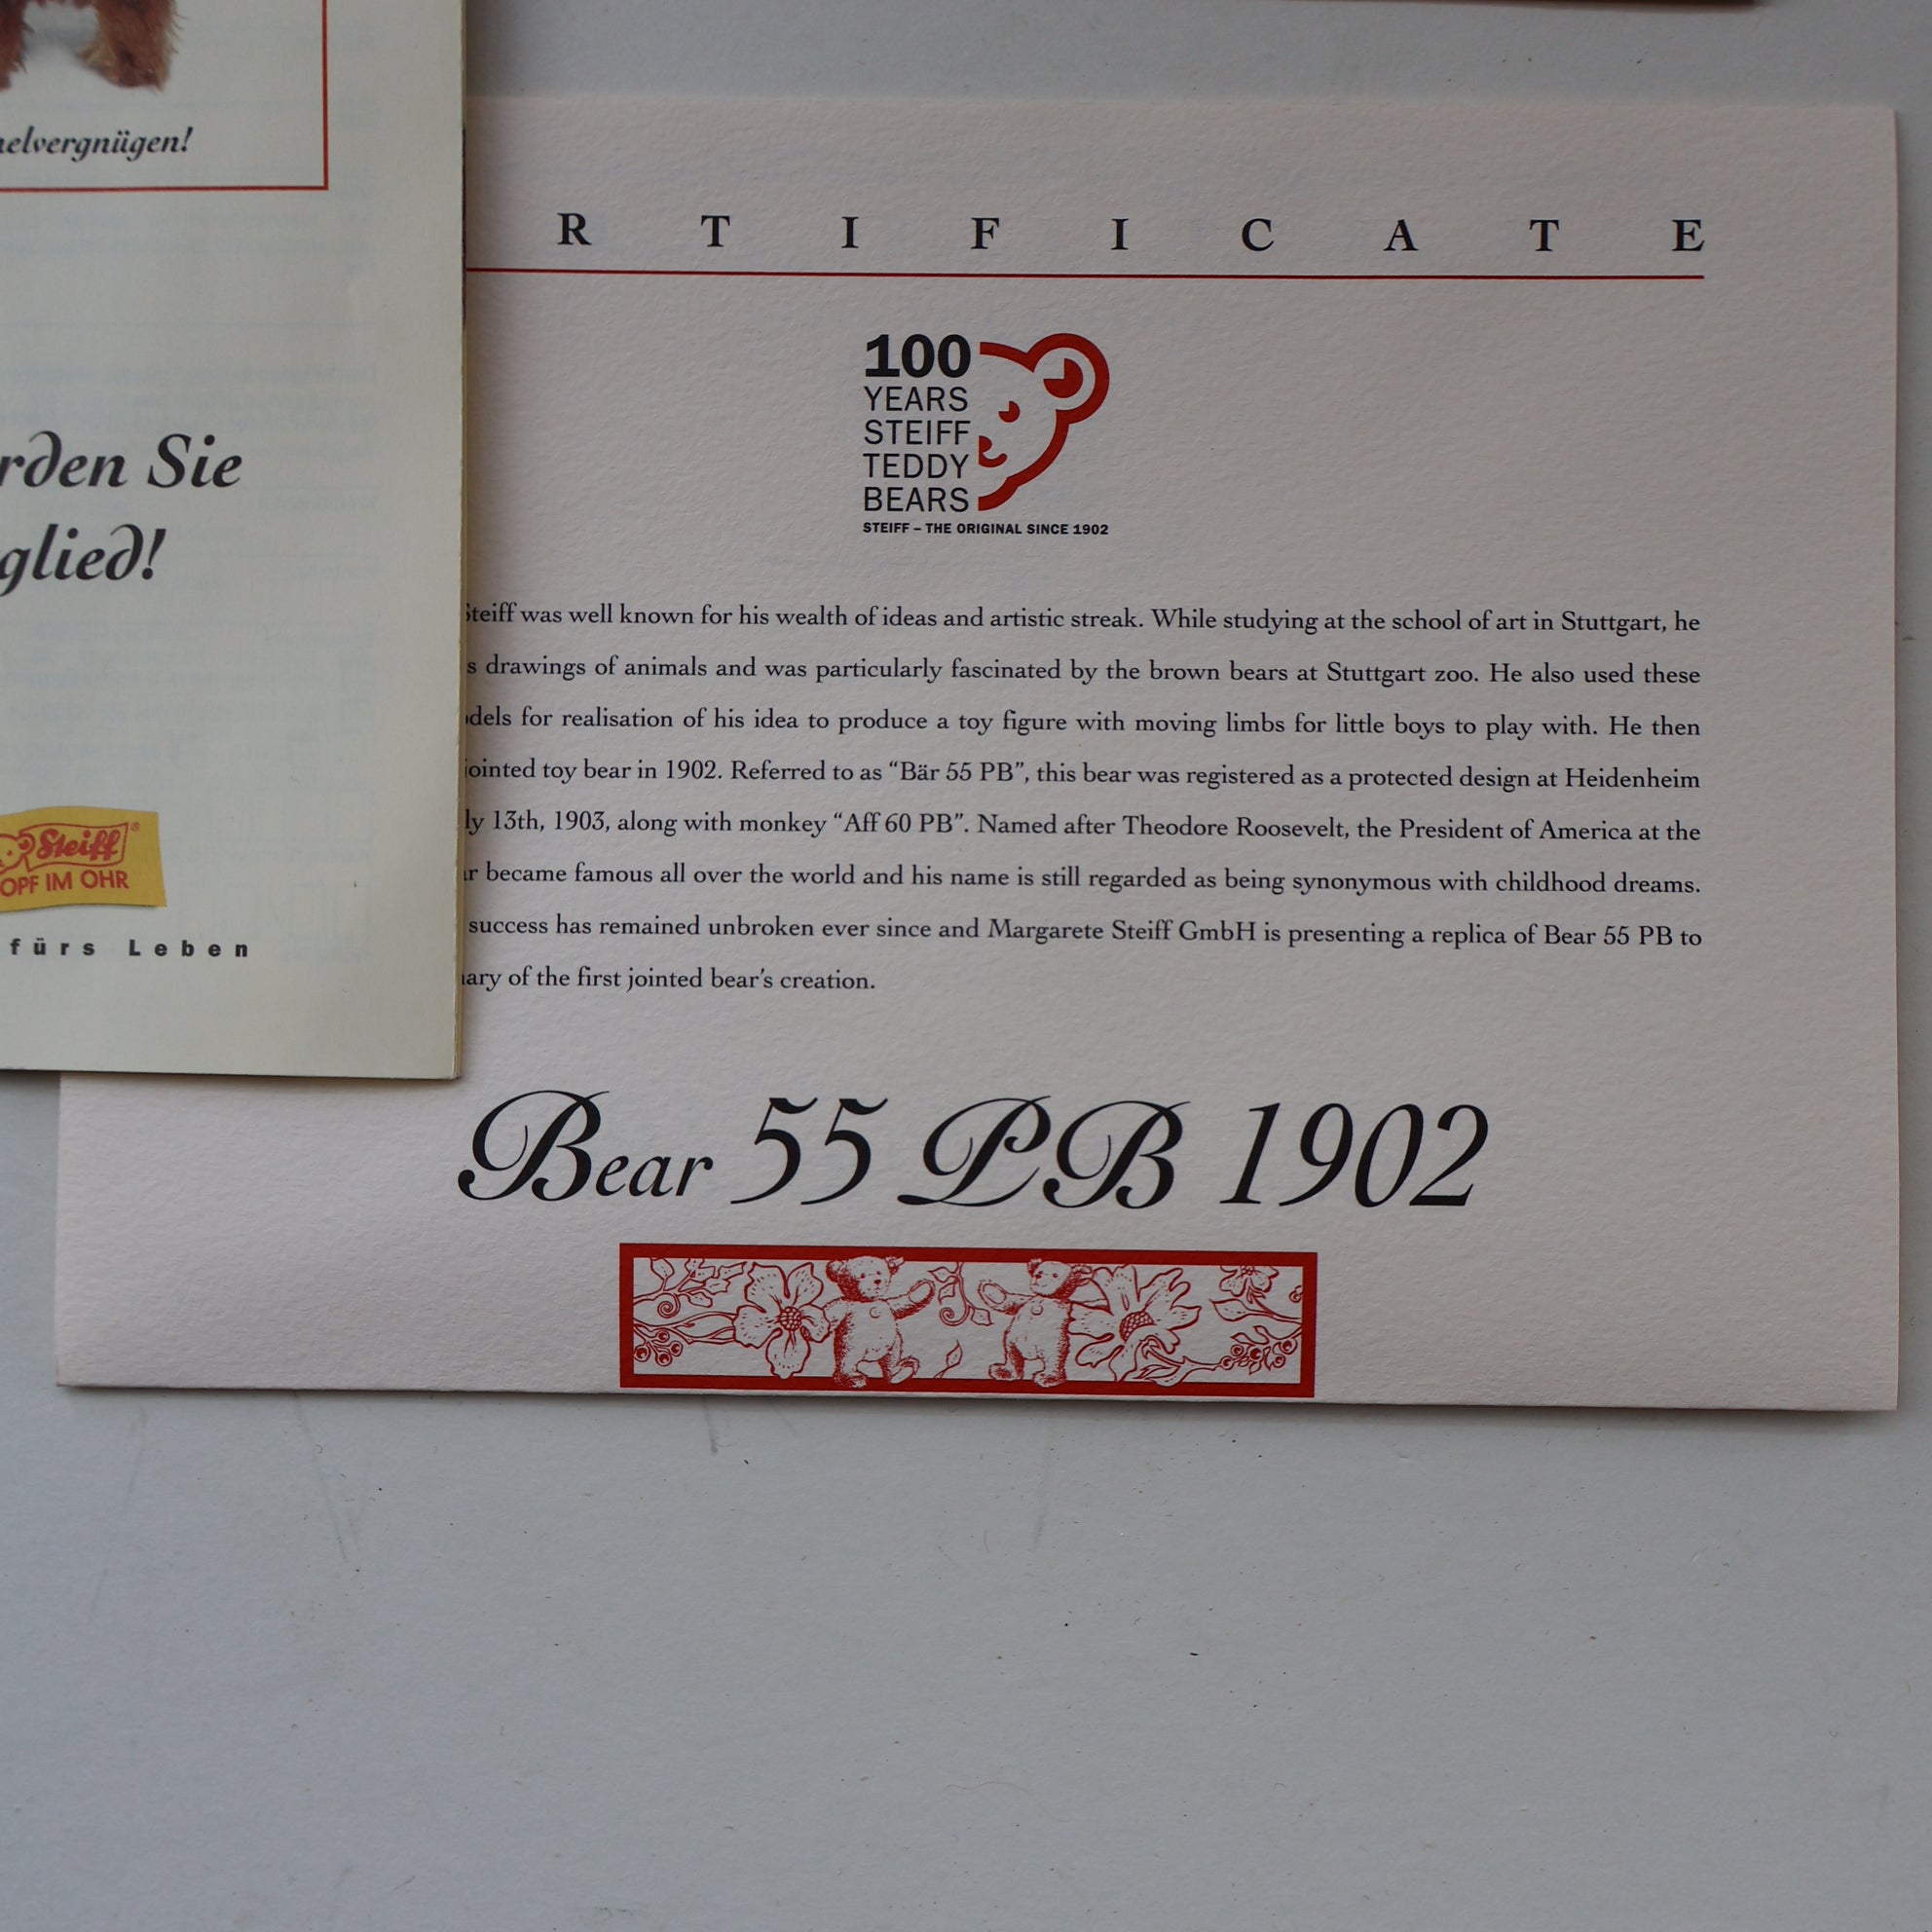 R T I F I C A T E
100
YEARS
STEIFF
TEDDY
BEARS
STEIFF – THE ORIGINAL SINCE 1902
Steiff was well known for his wealth of ideas and artistic streak. While studying at the school of art in Stuttgart, he
s drawings of animals and was particularly fascinated by the brown bears at Stuttgart zoo. He also used these
dels for realisation of his idea to produce a toy figure with moving limbs for little boys to play with. He then
ointed toy bear in 1902. Referred to as “Bär 55 PB”, this bear was registered as a protected design at Heidenheim
ly 13th, 1903, along with monkey “Aff 60 PB”. Named after Theodore Roosevelt, the President of America at the
r became famous all over the world and his name is still regarded as being synonymous with childhood dreams.
success has remained unbroken ever since and Margarete Steiff GmbH is presenting a replica of Bear 55 PB to
ary of the first jointed bear’s creation.
Bear 55 PB 1902
elvergnügen!
rden Sie
glied!
Steiff®
OPF IM OHR
fürs Leben